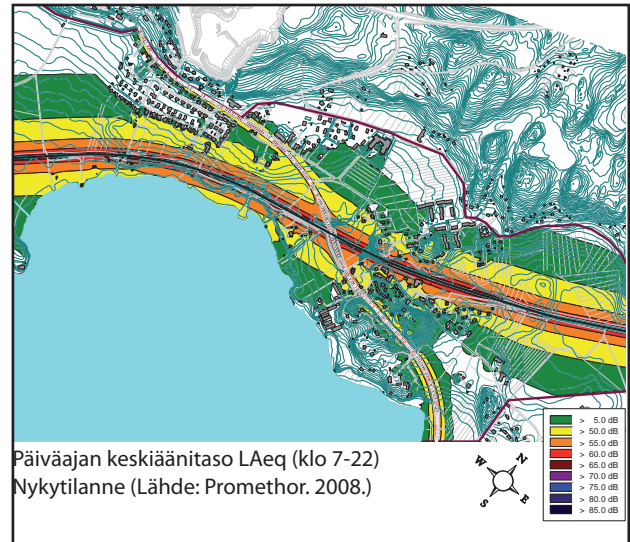 > 5.0 dB
> 50.0 dB
> 55.0 dB
> 60.0 dB
> 65.0 dB
> 70.0 dB
> 75.0 dB
> 80.0 dB
> 85.0 dB
Päiväajan keskiäänitaso LAeq (klo 7-22)
Nykytilanne (Lähde: Promethor. 2008.)
W N
S E